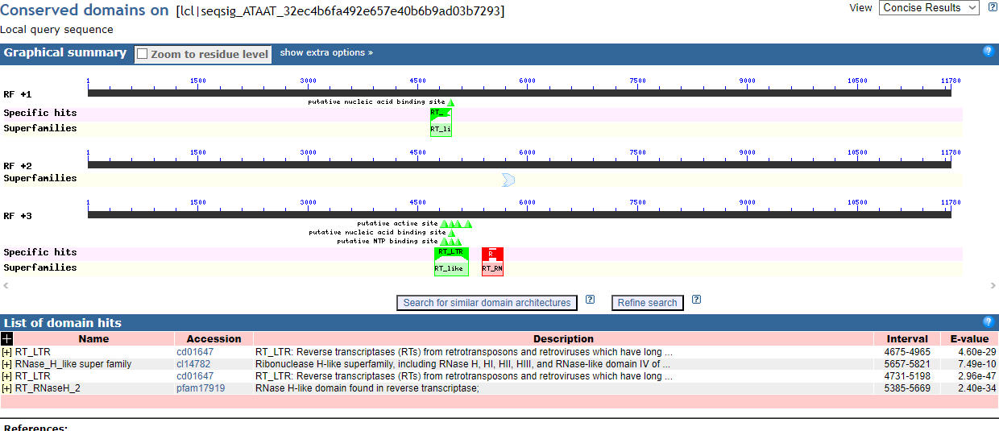 Conserved domains on [lcl|seqsig_ATAAT_32ec4b6fa492e657e40b6b9ad03b7293]
View Concise Results ?
Local query sequence
Graphical summary Zoom to residue level show extra options » ?
1 1500 3000 4500 6000 7500 9000 10500 11780
RF +1
putative nucleic acid binding site
Specific hits RT_
Superfamilies RT_li
1 1500 3000 4500 6000 7500 9000 10500 11780
RF +2
Superfamilies
1 1500 3000 4500 6000 7500 9000 10500 11780
RF +3
putative active site
putative nucleic acid binding site
putative NTP binding site
Specific hits RT_LTR R
Superfamilies RT_like RT_RN
< >
Search for similar domain architectures ? Refine search ?
List of domain hits ?
+ Name Accession Description Interval E-value
[+] RT_LTR cd01647 RT_LTR: Reverse transcriptases (RTs) from retrotransposons and retroviruses which have long ... 4675-4965 4.60e-29
[+] RNase_H_like super family cl14782 Ribonuclease H-like superfamily, including RNase H, HI, HII, HIII, and RNase-like domain IV of ... 5657-5821 7.49e-10
[+] RT_LTR cd01647 RT_LTR: Reverse transcriptases (RTs) from retrotransposons and retroviruses which have long ... 4731-5198 2.96e-47
[+] RT_RNaseH_2 pfam17919 RNase H-like domain found in reverse transcriptase; 5385-5669 2.40e-34
References: